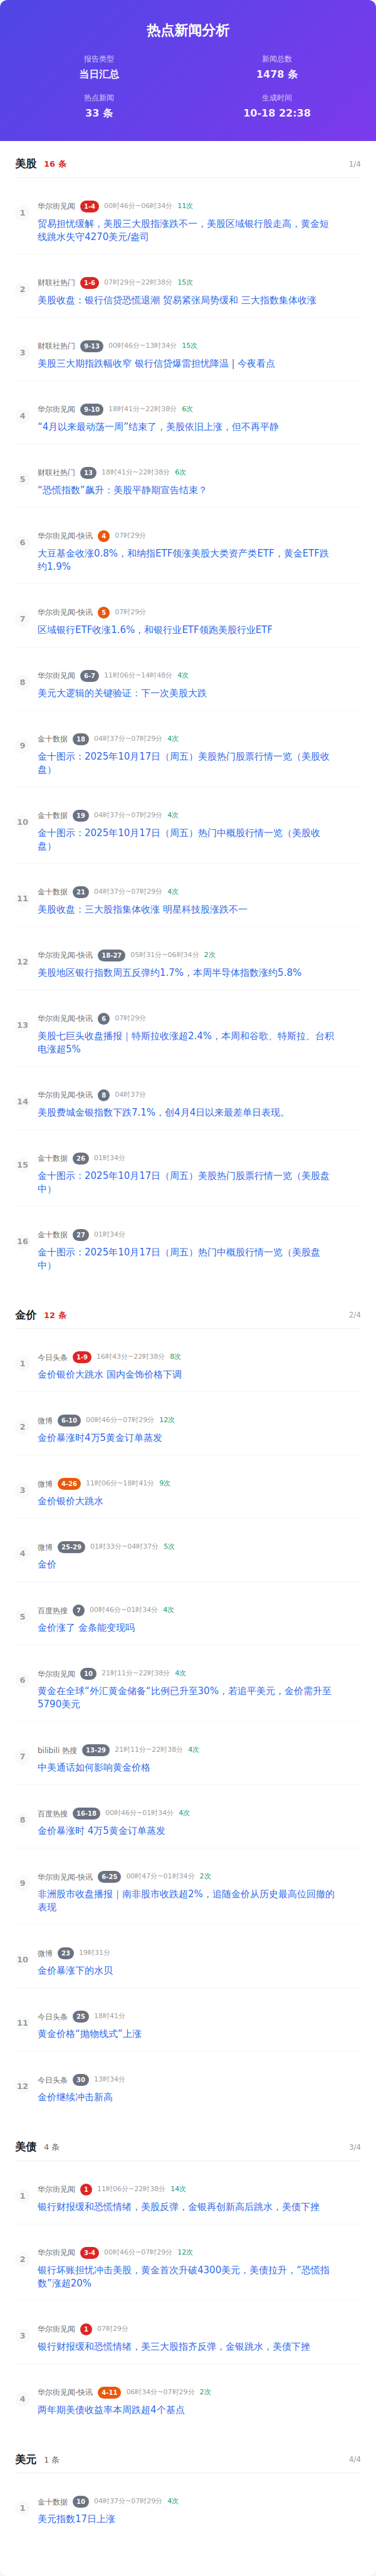 热点新闻分析
报告类型
当日汇总
新闻总数
1478 条
热点新闻
33 条
生成时间
10-18 22:38
美股 16 条 1/4
1 华尔街见闻 1-4 00时46分~06时34分 11次
贸易担忧缓解，美股三大股指涨跌不一，美股区域银行股走高，黄金短
线跳水失守4270美元/盎司
2 财联社热门 1-6 07时29分~22时38分 15次
美股收盘：银行信贷恐慌退潮 贸易紧张局势缓和 三大指数集体收涨
3 财联社热门 9-13 00时46分~13时34分 15次
美股三大期指跌幅收窄 银行信贷爆雷担忧降温 | 今夜看点
4 华尔街见闻 9-10 18时41分~22时38分 6次
“4月以来最动荡一周”结束了，美股依旧上涨，但不再平静
5 财联社热门 13 18时41分~22时38分 6次
“恐慌指数”飙升：美股平静期宣告结束？
6 华尔街见闻-快讯 4 07时29分
大豆基金收涨0.8%，和纳指ETF领涨美股大类资产类ETF，黄金ETF跌
约1.9%
7 华尔街见闻-快讯 5 07时29分
区域银行ETF收涨1.6%，和银行业ETF领跑美股行业ETF
8 华尔街见闻 6-7 11时06分~14时48分 4次
美元大逻辑的关键验证：下一次美股大跌
9 金十数据 18 04时37分~07时29分 4次
金十图示：2025年10月17日（周五）美股热门股票行情一览（美股收
盘）
10 金十数据 19 04时37分~07时29分 4次
金十图示：2025年10月17日（周五）热门中概股行情一览（美股收
盘）
11 金十数据 21 04时37分~07时29分 4次
美股收盘：三大股指集体收涨 明星科技股涨跌不一
12 华尔街见闻-快讯 18-27 05时31分~06时34分 2次
美股地区银行指数周五反弹约1.7%，本周半导体指数涨约5.8%
13 华尔街见闻-快讯 6 07时29分
美股七巨头收盘播报｜特斯拉收涨超2.4%，本周和谷歌、特斯拉、台积
电涨超5%
14 华尔街见闻-快讯 8 04时37分
美股费城金银指数下跌7.1%，创4月4日以来最差单日表现。
15 金十数据 26 01时34分
金十图示：2025年10月17日（周五）美股热门股票行情一览（美股盘
中）
16 金十数据 27 01时34分
金十图示：2025年10月17日（周五）热门中概股行情一览（美股盘
中）
金价 12 条 2/4
1 今日头条 1-9 16时43分~22时38分 8次
金价银价大跳水 国内金饰价格下调
2 微博 6-10 00时46分~07时29分 12次
金价暴涨时4万5黄金订单蒸发
3 微博 4-26 11时06分~18时41分 9次
金价银价大跳水
4 微博 25-29 01时33分~04时37分 5次
金价
5 百度热搜 7 00时46分~01时34分 4次
金价涨了 金条能变现吗
6 华尔街见闻 10 21时11分~22时38分 4次
黄金在全球“外汇黄金储备“比例已升至30%，若追平美元，金价需升至
5790美元
7 bilibili 热搜 13-29 21时11分~22时38分 4次
中美通话如何影响黄金价格
8 百度热搜 16-18 00时46分~01时34分 4次
金价暴涨时 4万5黄金订单蒸发
9 华尔街见闻-快讯 6-25 00时47分~01时34分 2次
非洲股市收盘播报｜南非股市收跌超2%，追随金价从历史最高位回撤的
表现
10 微博 23 19时31分
金价暴涨下的水贝
11 今日头条 25 18时41分
黄金价格“抛物线式”上涨
12 今日头条 30 13时34分
金价继续冲击新高
美债 4 条 3/4
1 华尔街见闻 1 11时06分~22时38分 14次
银行财报缓和恐慌情绪，美股反弹，金银再创新高后跳水，美债下挫
2 华尔街见闻 3-4 00时46分~07时29分 12次
银行坏账担忧冲击美股，黄金首次升破4300美元，美债拉升，“恐慌指
数”涨超20%
3 华尔街见闻 1 07时29分
银行财报缓和恐慌情绪，美三大股指齐反弹，金银跳水，美债下挫
4 华尔街见闻-快讯 4-11 06时34分~07时29分 2次
两年期美债收益率本周跌超4个基点
美元 1 条 4/4
1 金十数据 10 04时37分~07时29分 4次
美元指数17日上涨